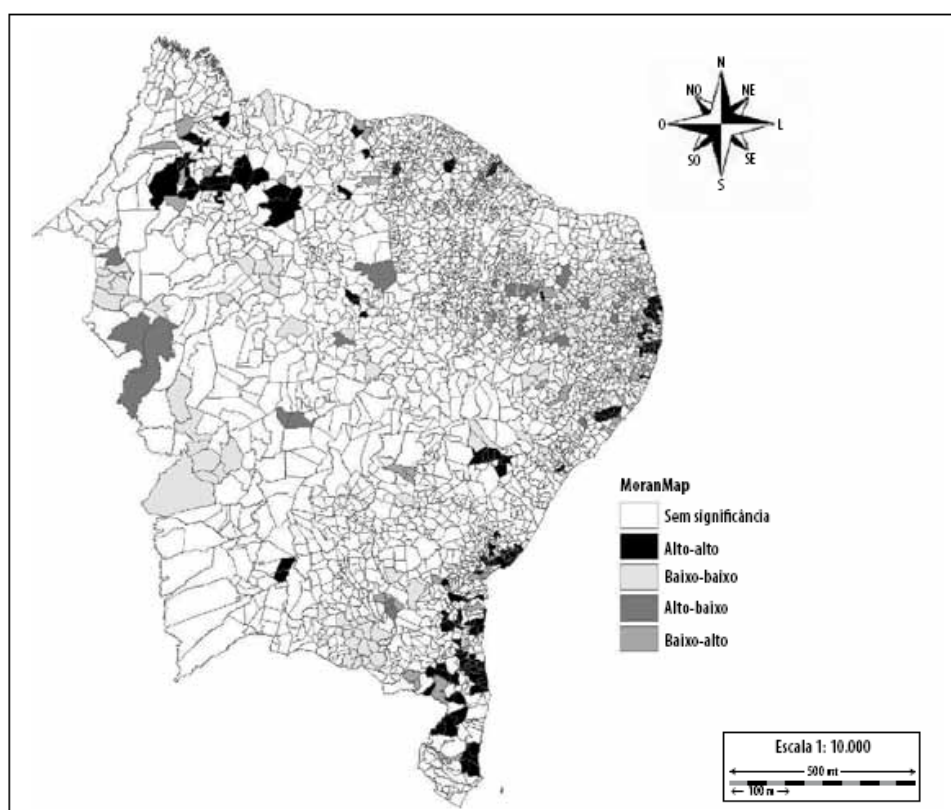 N
NO
NE
O
L
SO
SE
S
MoranMap
Sem significância
Alto-alto
Baixo-baixo
Alto-baixo
Baixo-alto
Escala 1: 10.000
500 mt
100 m